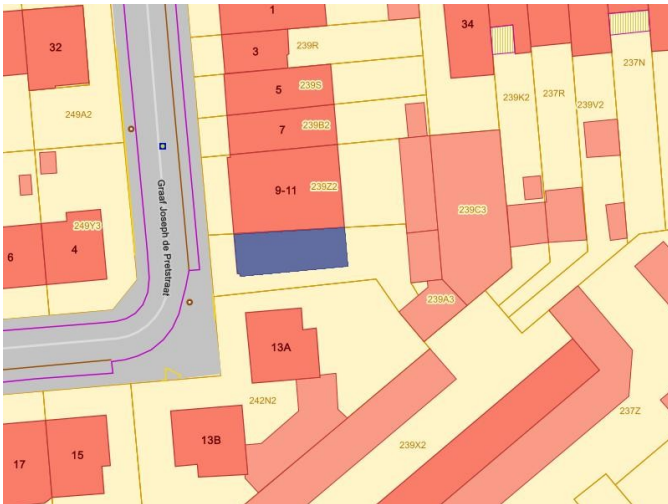 1
32
34
3
239R
237N
5
239S
239K2
237R
239V2
249A2
7
239B2
9-11
239Z2
Graaf Joseph de Pretstraat
239C3
249Y3
6
4
239A3
13A
242N2
237Z
13B
239X2
17
15